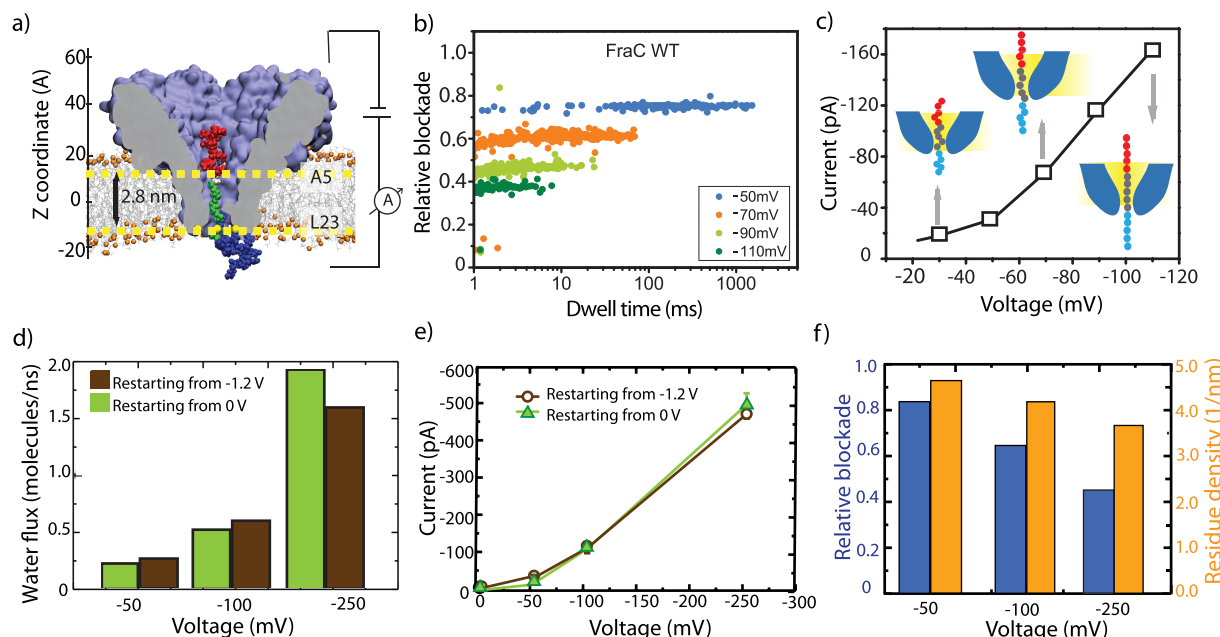 a)
Z coordinate (A)
60
40
20
0
-20
2.8 nm
A5
L23
A
b)
Relative blockade
1.0
0.8
0.6
0.4
0.2
0
FraC WT
-50mV
-70mV
-90mV
-110mV
1
10
100
1000
Dwell time (ms)
c)
Current (pA)
-160
-120
-80
-40
0
-20
-40
-60
-80
-100
-120
Voltage (mV)
d)
Water flux (molecules/ns)
2.0
1.5
1.0
0.5
0
Restarting from -1.2 V
Restarting from 0 V
-50
-100
-250
Voltage (mV)
e)
Current (pA)
-600
-500
-400
-300
-200
-100
0
Restarting from -1.2 V
Restarting from 0 V
0
-50
-100
-150
-200
-250
-300
Voltage (mV)
f)
Relative blockade
1.0
0.8
0.6
0.4
0.2
0
Residue density (1/nm)
5.0
4.0
3.0
2.0
1.0
0.0
-50
-100
-250
Voltage (mV)